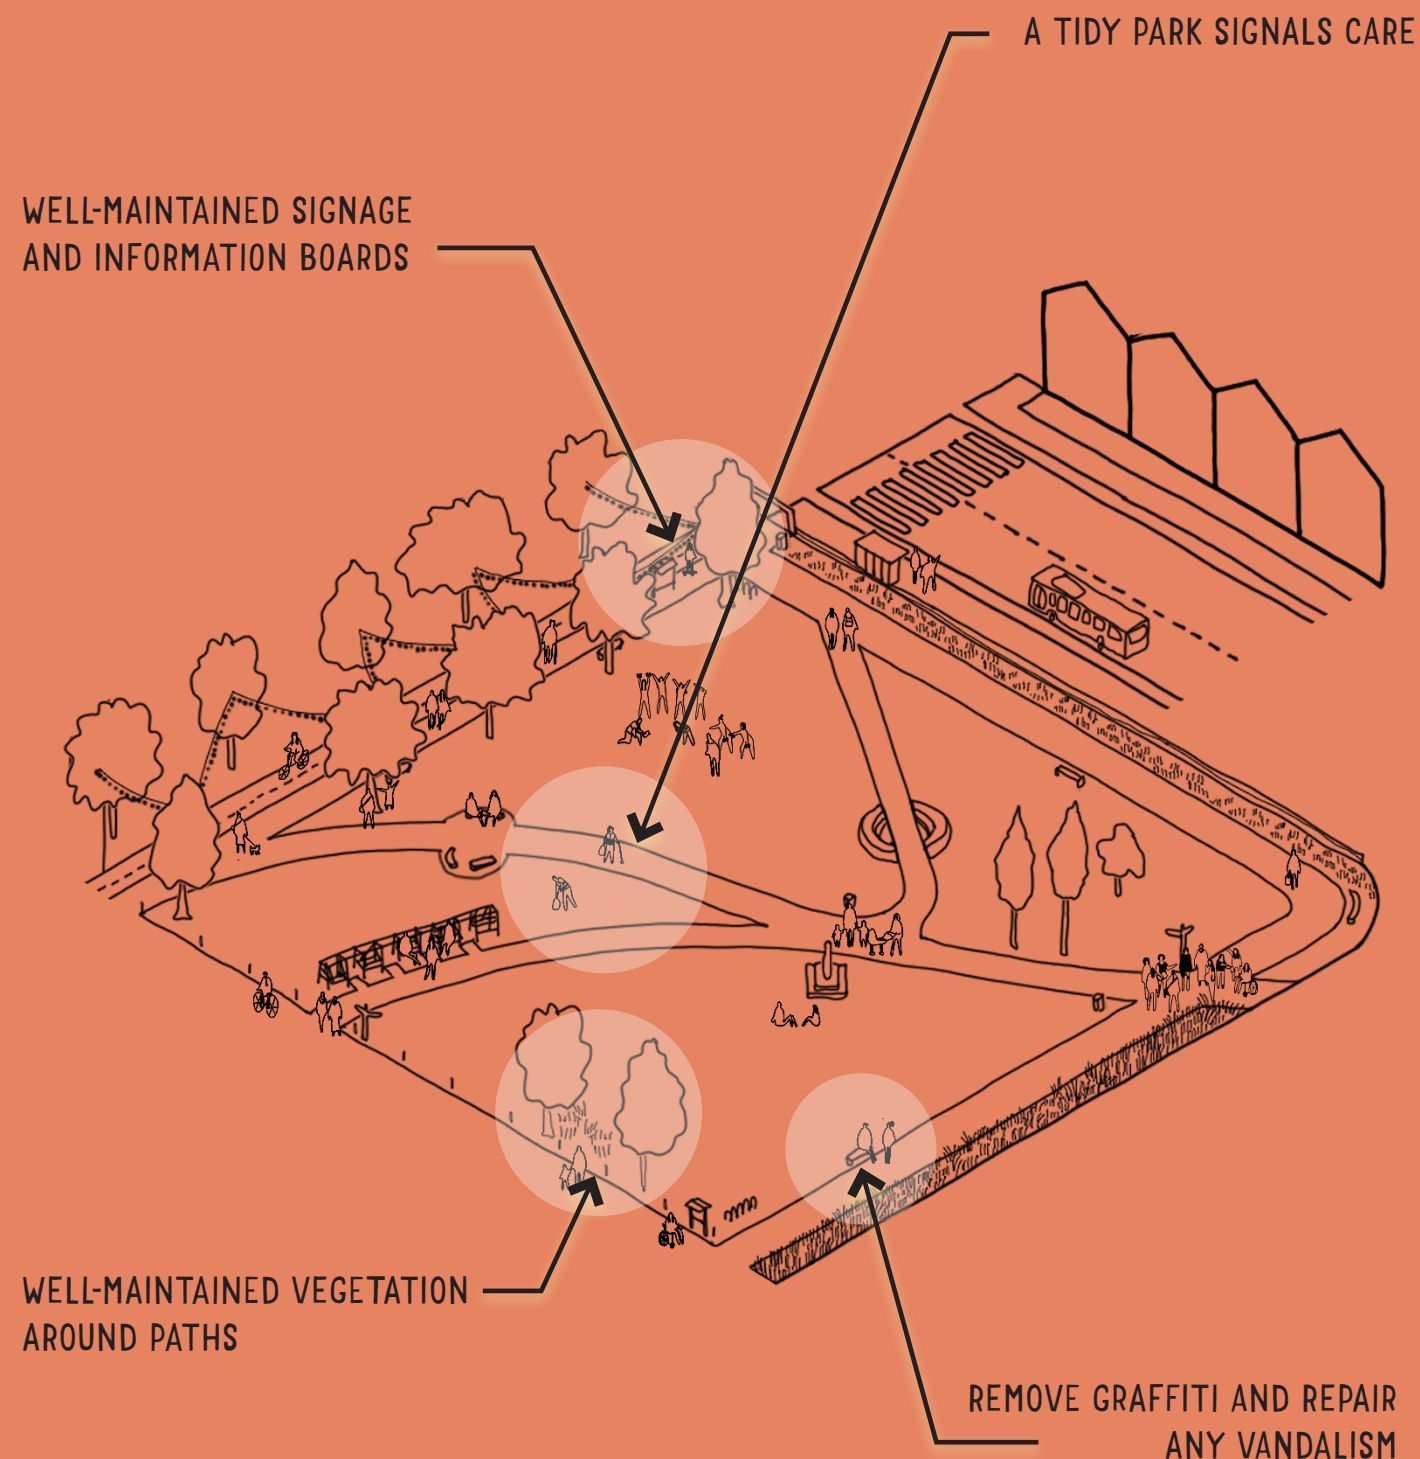 A TIDY PARK SIGNALS CARE
WELL-MAINTAINED SIGNAGE
AND INFORMATION BOARDS
WELL-MAINTAINED VEGETATION
AROUND PATHS
REMOVE GRAFFITI AND REPAIR
ANY VANDALISM